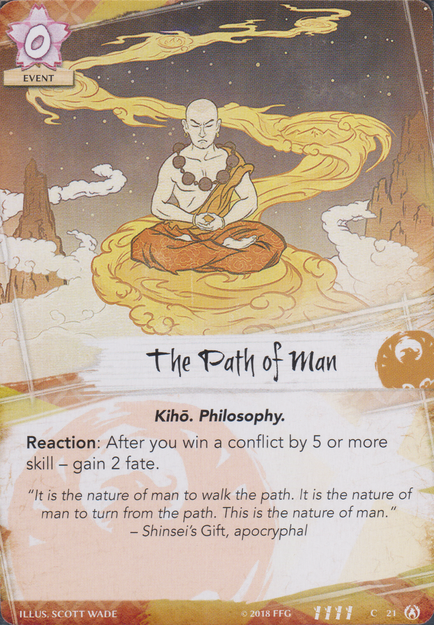 0
EVENT
The Path of Man
Kihō. Philosophy.
Reaction: After you win a conflict by 5 or more
skill – gain 2 fate.
“It is the nature of man to walk the path. It is the nature of
man to turn from the path. This is the nature of man.”
– Shinsei’s Gift, apocryphal
ILLUS. SCOTT WADE
© 2018 FFG
C 21